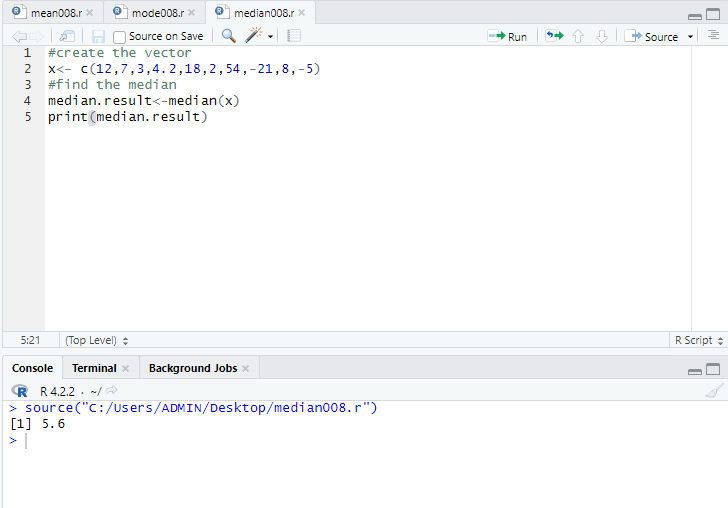 mean008.r mode008.r median008.r
Source on Save Run Source
1 #create the vector
2 x<- c(12,7,3,4.2,18,2,54,-21,8,-5)
3 #find the median
4 median.result<-median(x)
5 print(median.result)
5:21 (Top Level) R Script
Console Terminal Background Jobs
R R 4.2.2 · ~/
> source("C:/Users/ADMIN/Desktop/median008.r")
[1] 5.6
>